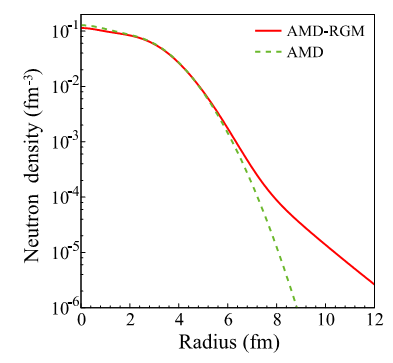 AMD-RGM
AMD
Neutron density (fm⁻³)
10⁻¹
10⁻²
10⁻³
10⁻⁴
10⁻⁵
10⁻⁶
0 2 4 6 8 10 12
Radius (fm)